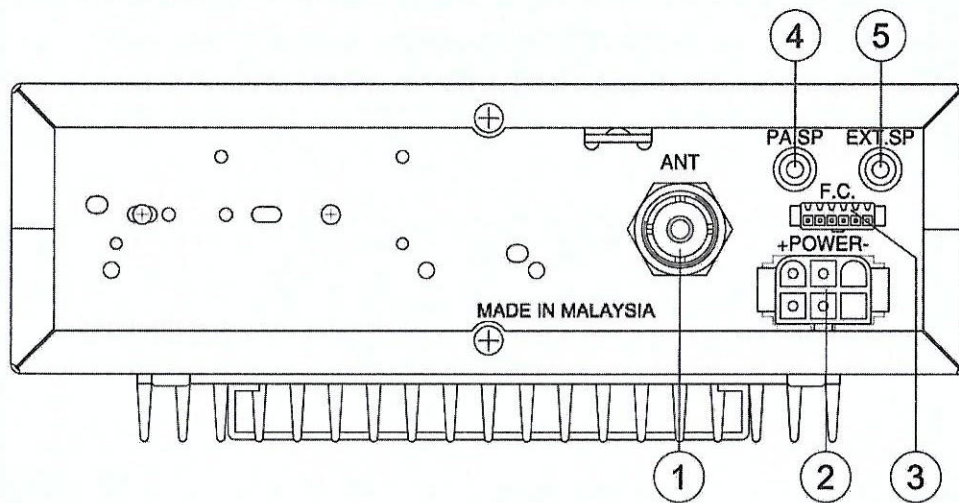 4 5
PA.SP EXT.SP
ANT
F.C.
+POWER-
MADE IN MALAYSIA
1 2 3